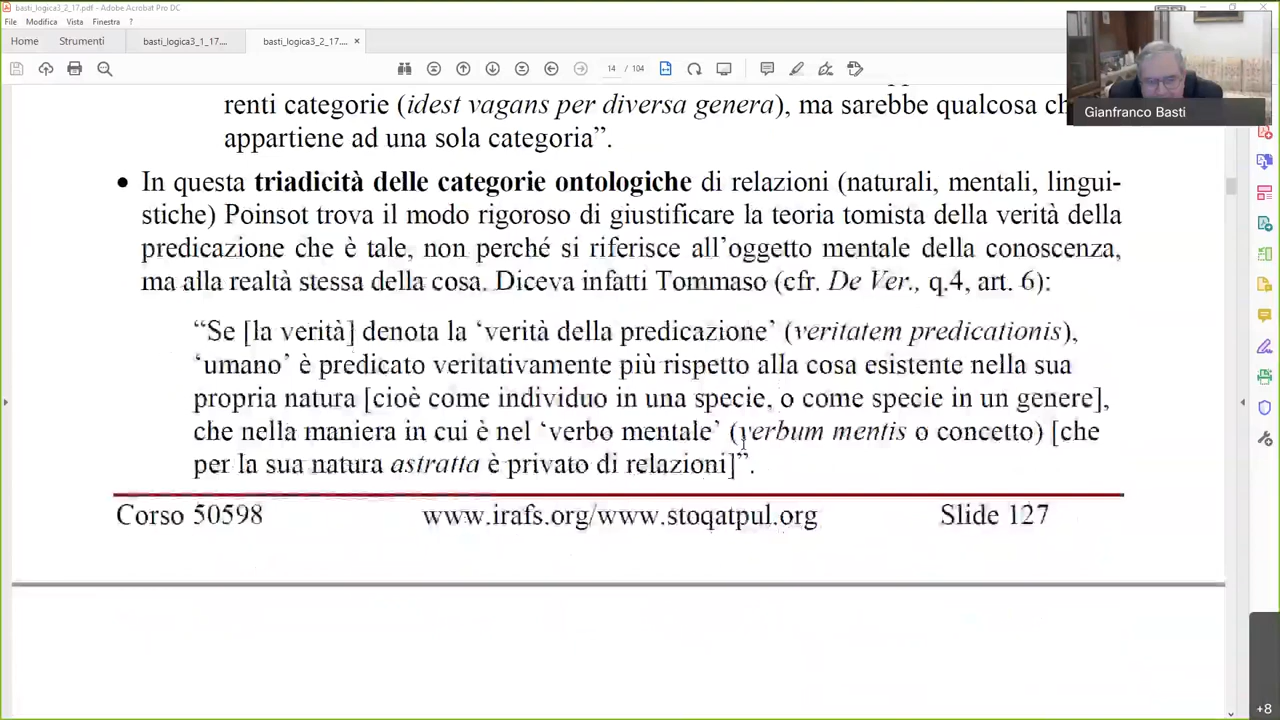 basti_logica3_2_17.pdf - Adobe Acrobat Pro DC
File Modifica Vista Finestra ?
Home Strumenti basti_logica3_1_17.... basti_logica3_2_17.... ×
14 / 104
Gianfranco Basti
renti categorie (idest vagans per diversa genera), ma sarebbe qualcosa ch
appartiene ad una sola categoria”.
• In questa triadicità delle categorie ontologiche di relazioni (naturali, mentali, lingui-
stiche) Poinsot trova il modo rigoroso di giustificare la teoria tomista della verità della
predicazione che è tale, non perché si riferisce all’oggetto mentale della conoscenza,
ma alla realtà stessa della cosa. Diceva infatti Tommaso (cfr. De Ver., q.4, art. 6):
“Se [la verità] denota la ‘verità della predicazione’ (veritatem predicationis),
‘umano’ è predicato veritativamente più rispetto alla cosa esistente nella sua
propria natura [cioè come individuo in una specie, o come specie in un genere],
che nella maniera in cui è nel ‘verbo mentale’ (verbum mentis o concetto) [che
per la sua natura astratta è privato di relazioni]”.
Corso 50598 www.irafs.org/www.stoqatpul.org Slide 127
+8